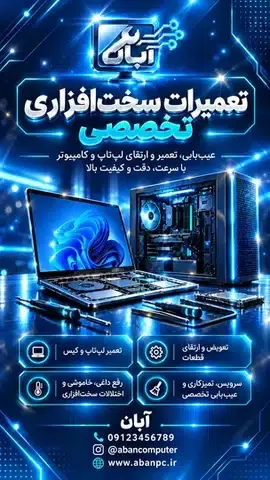 آبان
تعمیرات سخت‌افزاری
تخصصی
عیب‌یابی، تعمیر و ارتقای لپ‌تاپ و کامپیوتر
با سرعت، دقت و کیفیت بالا
تعویض و ارتقای
قطعات
تعمیر لپ‌تاپ و کیس
سرویس، تمیزکاری و
عیب‌یابی تخصصی
رفع داغی، خاموشی و
اختلالات سخت‌افزاری
آبان
09123456789
@abancomputer
www.abanpc.ir